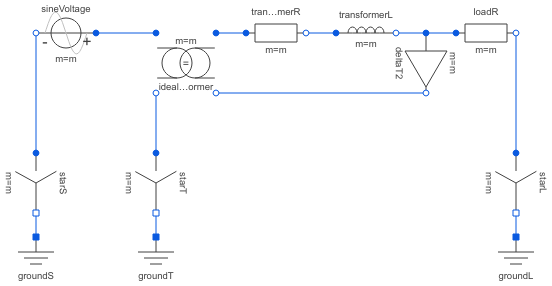 sineVoltage
- +
m=m
m=m
=
ideal...ormer
tran...merR
m=m
transformerL
m=m
loadR
m=m
deltaT2
m=m
m=m
starS
m=m
starT
m=m
starL
groundS
groundT
groundL